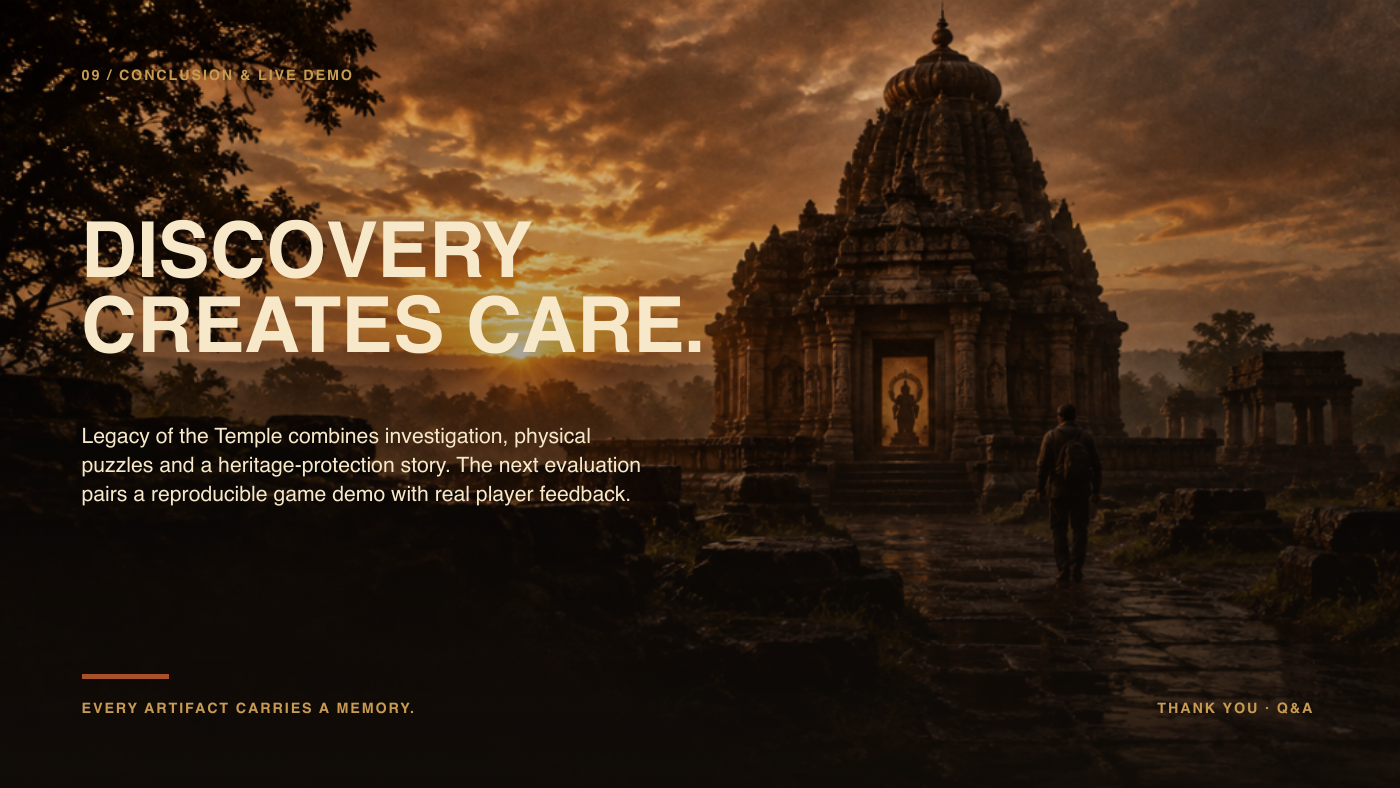 09 / CONCLUSION & LIVE DEMO
DISCOVERY
CREATES CARE.
Legacy of the Temple combines investigation, physical
puzzles and a heritage-protection story. The next evaluation
pairs a reproducible game demo with real player feedback.
EVERY ARTIFACT CARRIES A MEMORY.
THANK YOU · Q&A